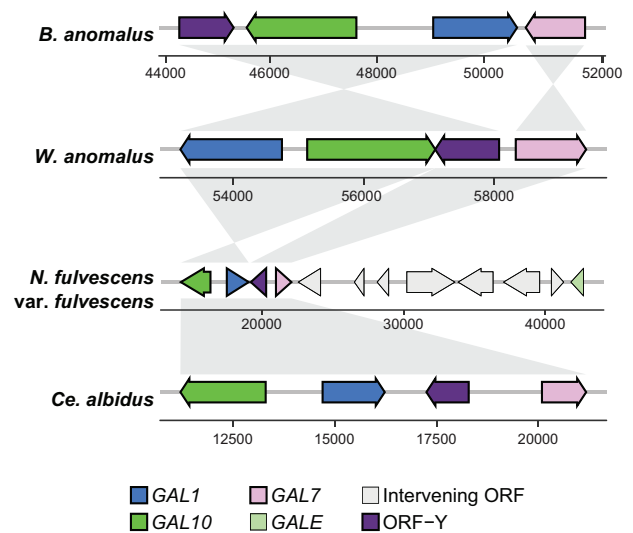 B. anomalus
44000 46000 48000 50000 52000
W. anomalus
54000 56000 58000
N. fulvescens
var. fulvescens
20000 30000 40000
Ce. albidus
12500 15000 17500 20000
GAL1 GAL7 Intervening ORF
GAL10 GALE ORF−Y